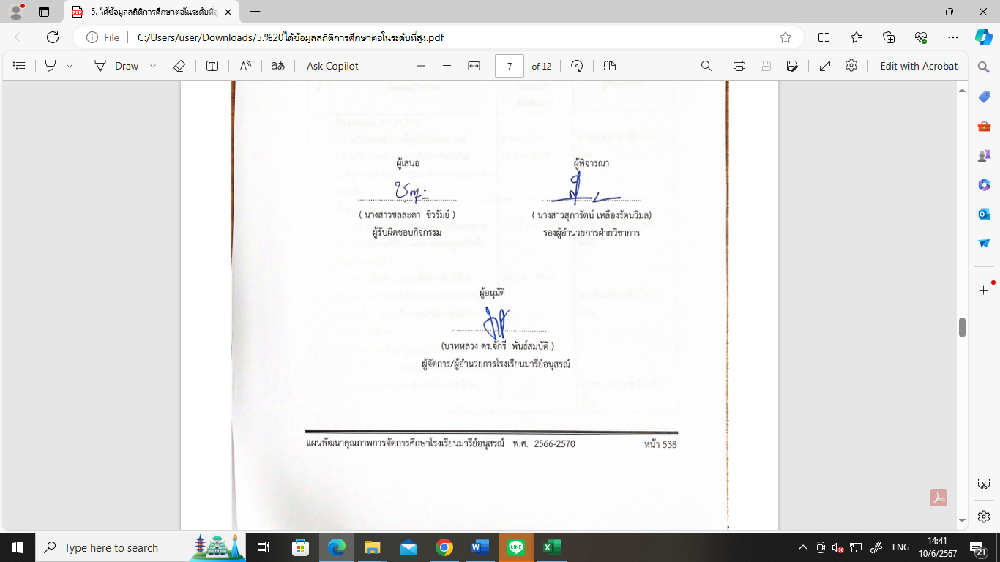 5. ได้ข้อมูลสถิติการศึกษาต่อในระดับที่สู
File
C:/Users/user/Downloads/5.%20ได้ข้อมูลสถิติการศึกษาต่อในระดับที่สูง.pdf
Draw
Ask Copilot
7 of 12
Edit with Acrobat
ผู้เสนอ ผู้พิจารณา
( นางสาวชลละดา ชิวรัมย์ ) ( นางสาวสุภารัตน์ เหลืองรัตนวิมล)
ผู้รับผิดชอบกิจกรรม รองผู้อำนวยการฝ่ายวิชาการ
ผู้อนุมัติ
(บาทหลวง ดร.จักรี พันธ์สมบัติ )
ผู้จัดการ/ผู้อำนวยการโรงเรียนมารีย์อนุสรณ์
แผนพัฒนาคุณภาพการจัดการศึกษาโรงเรียนมารีย์อนุสรณ์ พ.ศ. 2566-2570 หน้า 538
Type here to search
LINE
ENG
14:41
10/6/2567
21